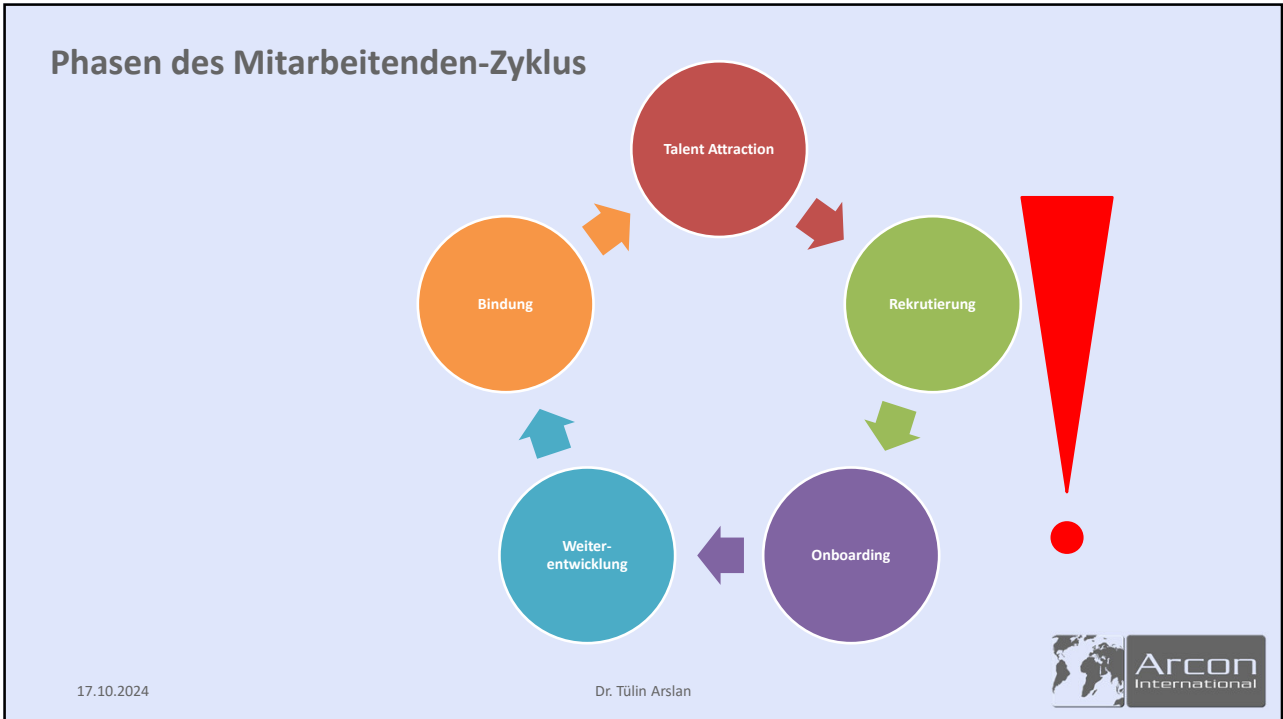 Phasen des Mitarbeitenden-Zyklus
Talent Attraction
Rekrutierung
Onboarding
Weiter-
entwicklung
Bindung
17.10.2024
Dr. Tülin Arslan
Arcon
International